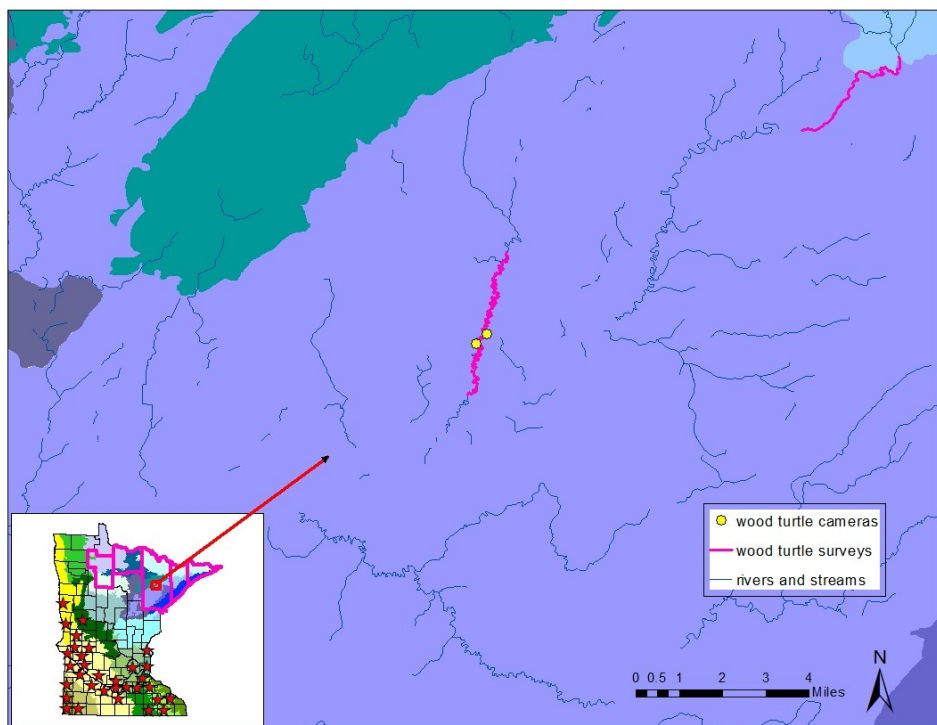 wood turtle cameras
wood turtle surveys
rivers and streams
N
0 0.5 1 2 3 4
Miles